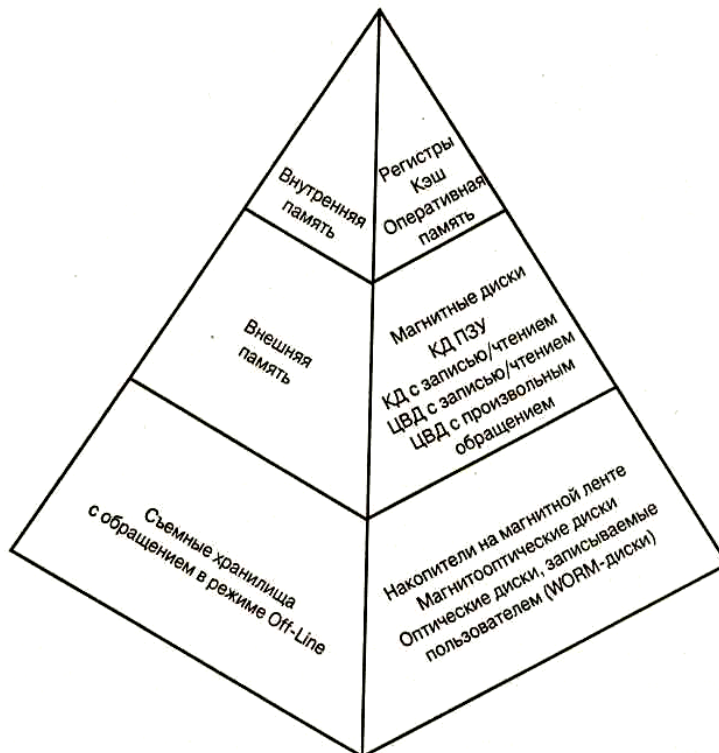 Внутренняя
память
Регистры
Кэш
Оперативная
память
Внешняя
память
Магнитные диски
КД ПЗУ
КД с записью/чтением
ЦВД с записью/чтением
ЦВД с произвольным
обращением
Съемные хранилища
с обращением в режиме Off-Line
Накопители на магнитной ленте
Магнитооптические диски
Оптические диски, записываемые
пользователем (WORM-диски)